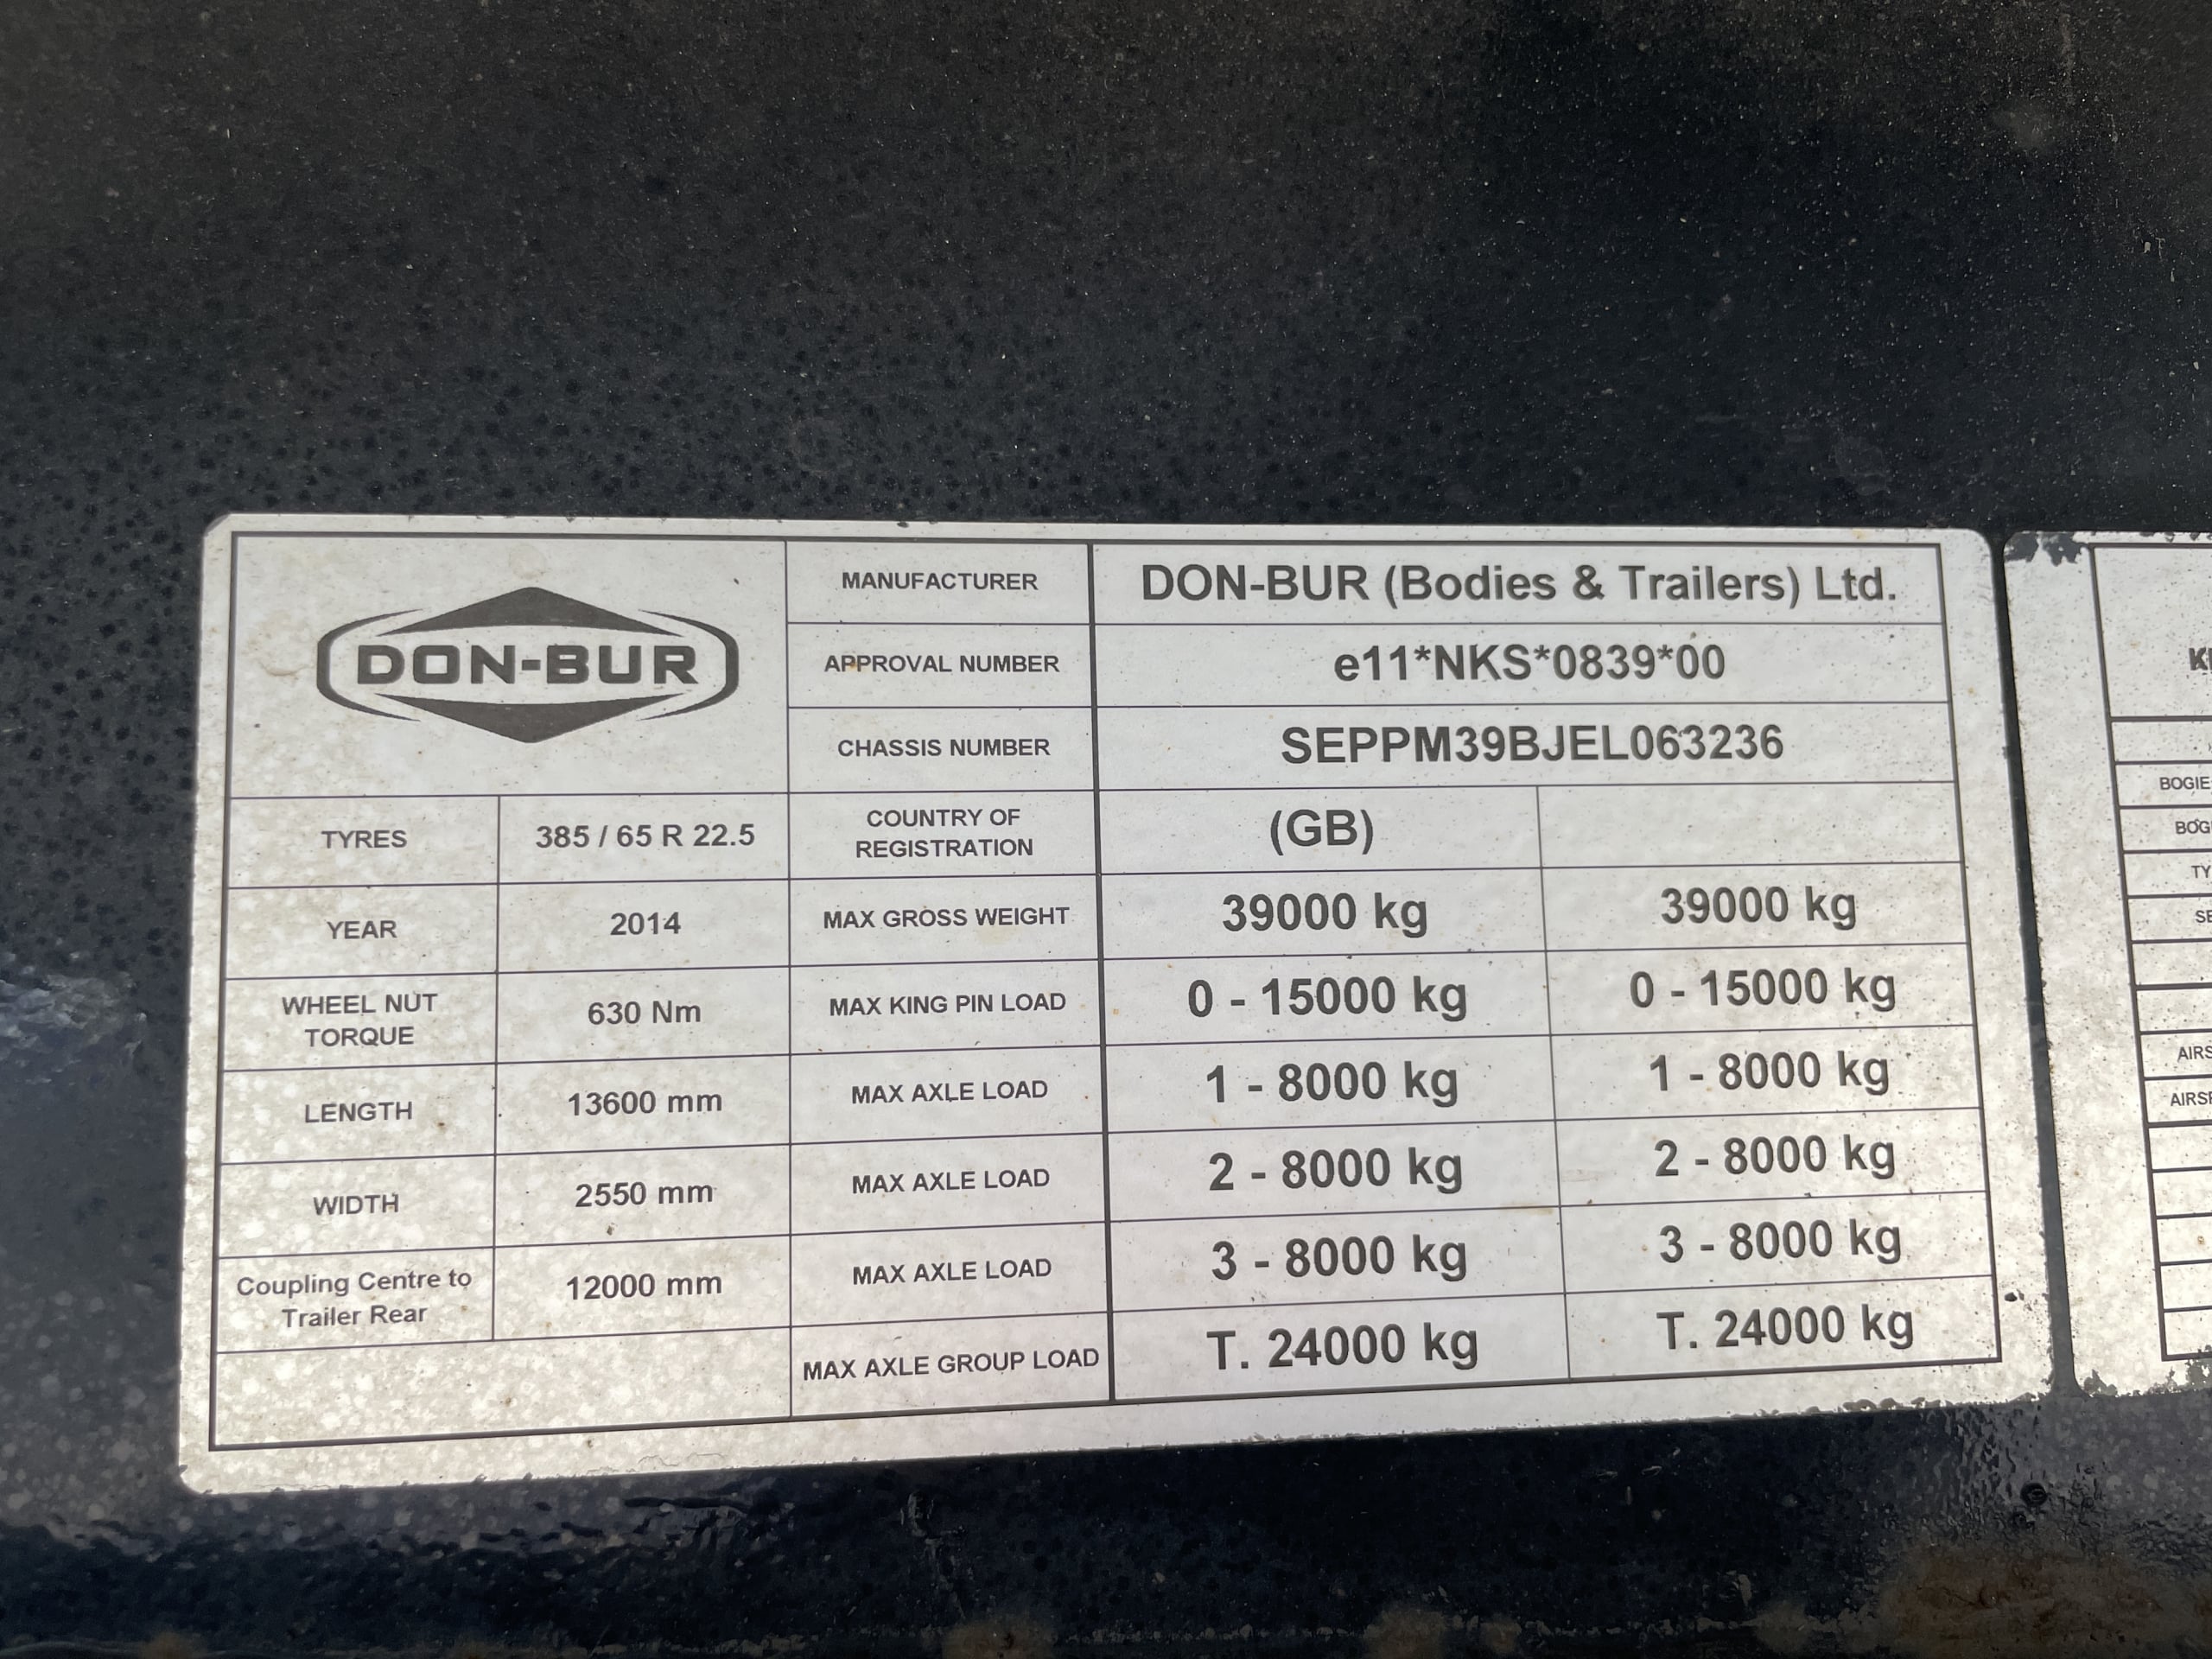 DON-BUR
MANUFACTURER
DON-BUR (Bodies & Trailers) Ltd.
APPROVAL NUMBER
e11*NKS*0839*00
CHASSIS NUMBER
SEPPM39BJEL063236
TYRES
385 / 65 R 22.5
COUNTRY OF
REGISTRATION
(GB)
YEAR
2014
MAX GROSS WEIGHT
39000 kg
39000 kg
WHEEL NUT
TORQUE
630 Nm
MAX KING PIN LOAD
0 - 15000 kg
0 - 15000 kg
LENGTH
13600 mm
MAX AXLE LOAD
1 - 8000 kg
1 - 8000 kg
WIDTH
2550 mm
MAX AXLE LOAD
2 - 8000 kg
2 - 8000 kg
Coupling Centre to
Trailer Rear
12000 mm
MAX AXLE LOAD
3 - 8000 kg
3 - 8000 kg
MAX AXLE GROUP LOAD
T. 24000 kg
T. 24000 kg
BOGIE